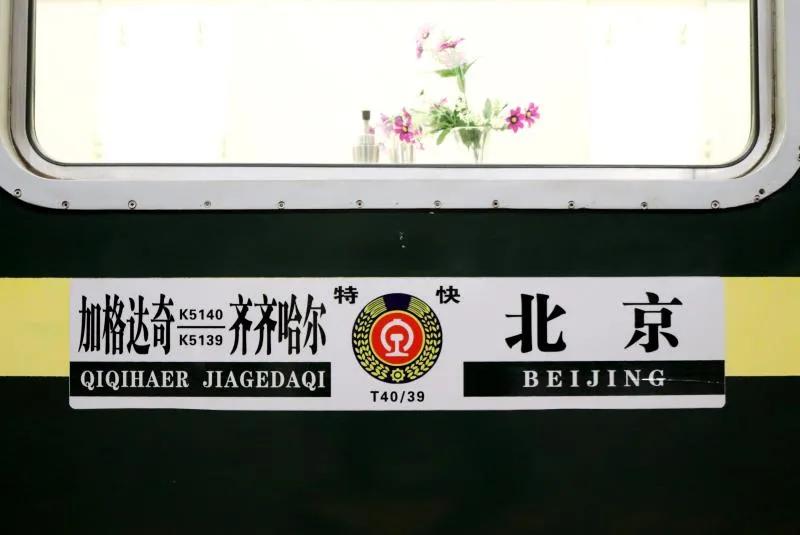 加格达奇 K5140 齐齐哈尔
K5139
QIQIHAER JIAGEDAQI
特 快
T40/39
北 京
BEIJING